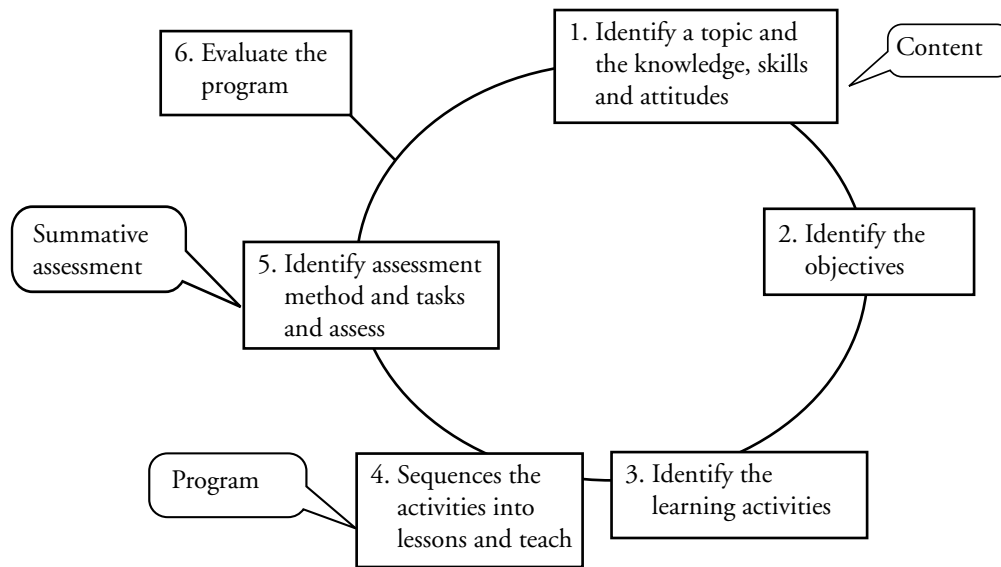 1. Identify a topic and
the knowledge, skills
and attitudes
Content
2. Identify the
objectives
3. Identify the
learning activities
4. Sequences the
activities into
lessons and teach
Program
5. Identify assessment
method and tasks
and assess
Summative
assessment
6. Evaluate the
program